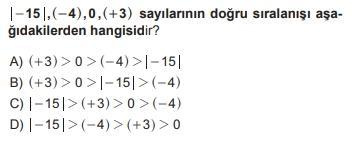 |−15|,(−4),0,(+3) sayılarının doğru sıralanışı aşa-
ğıdakilerden hangisidir?
A) (+3) > 0 > (−4) > |−15|
B) (+3) > 0 > |−15| > (−4)
C) |−15| > (+3) > 0 > (−4)
D) |−15| > (−4) > (+3) > 0